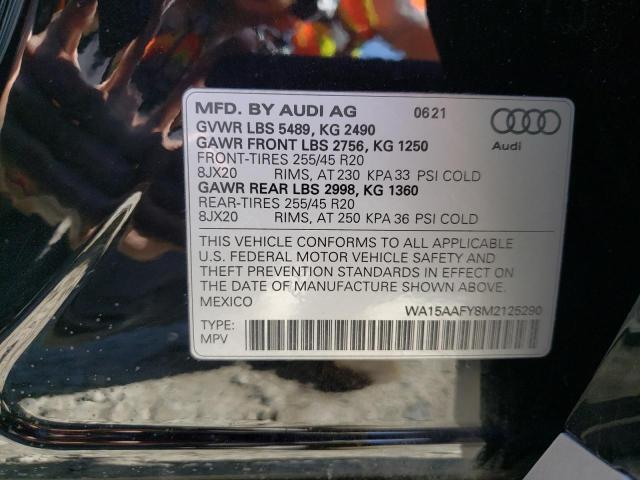 MFD. BY AUDI AG 0621
GVWR LBS 5489, KG 2490
GAWR FRONT LBS 2756, KG 1250
FRONT-TIRES 255/45 R20
8JX20 RIMS, AT 230 KPA 33 PSI COLD
GAWR REAR LBS 2998, KG 1360
REAR-TIRES 255/45 R20
8JX20 RIMS, AT 250 KPA 36 PSI COLD
Audi
THIS VEHICLE CONFORMS TO ALL APPLICABLE
U.S. FEDERAL MOTOR VEHICLE SAFETY AND
THEFT PREVENTION STANDARDS IN EFFECT ON
THE DATE OF MANUFACTURE SHOWN ABOVE.
MEXICO WA15AAFY8M2125290
TYPE:
MPV